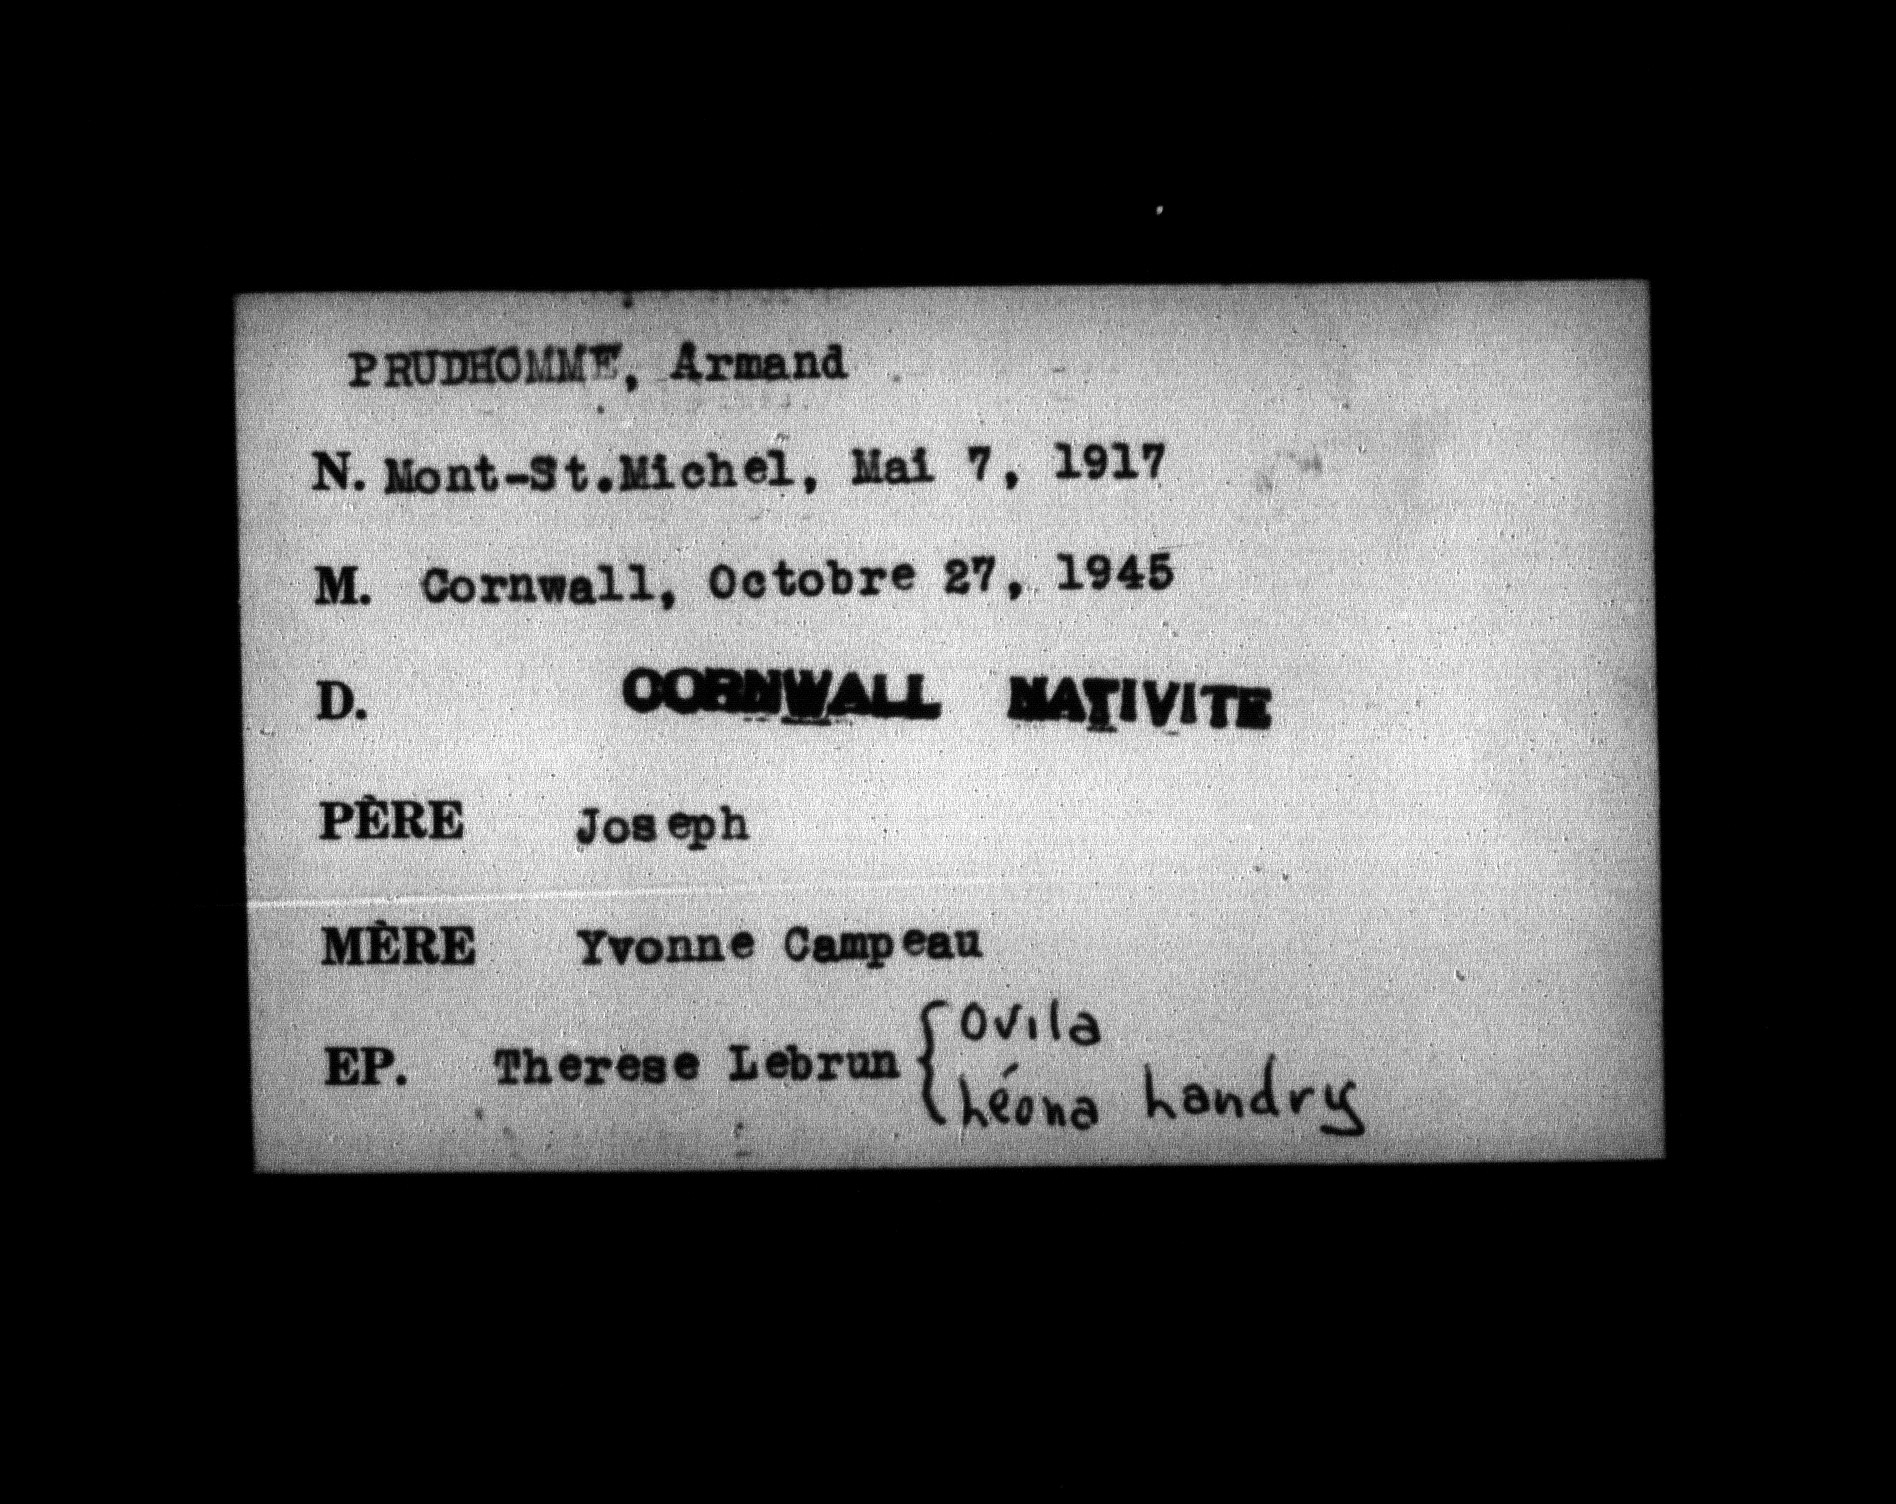 PRUDHOMME, Armand
N. Mont-St.Michel, Mai 7, 1917
M. Cornwall, Octobre 27, 1945
D. CORNWALL NATIVITE
PÈRE Joseph
MÈRE Yvonne Campeau
EP. Therese Lebrun { Ovila
Léona Landry